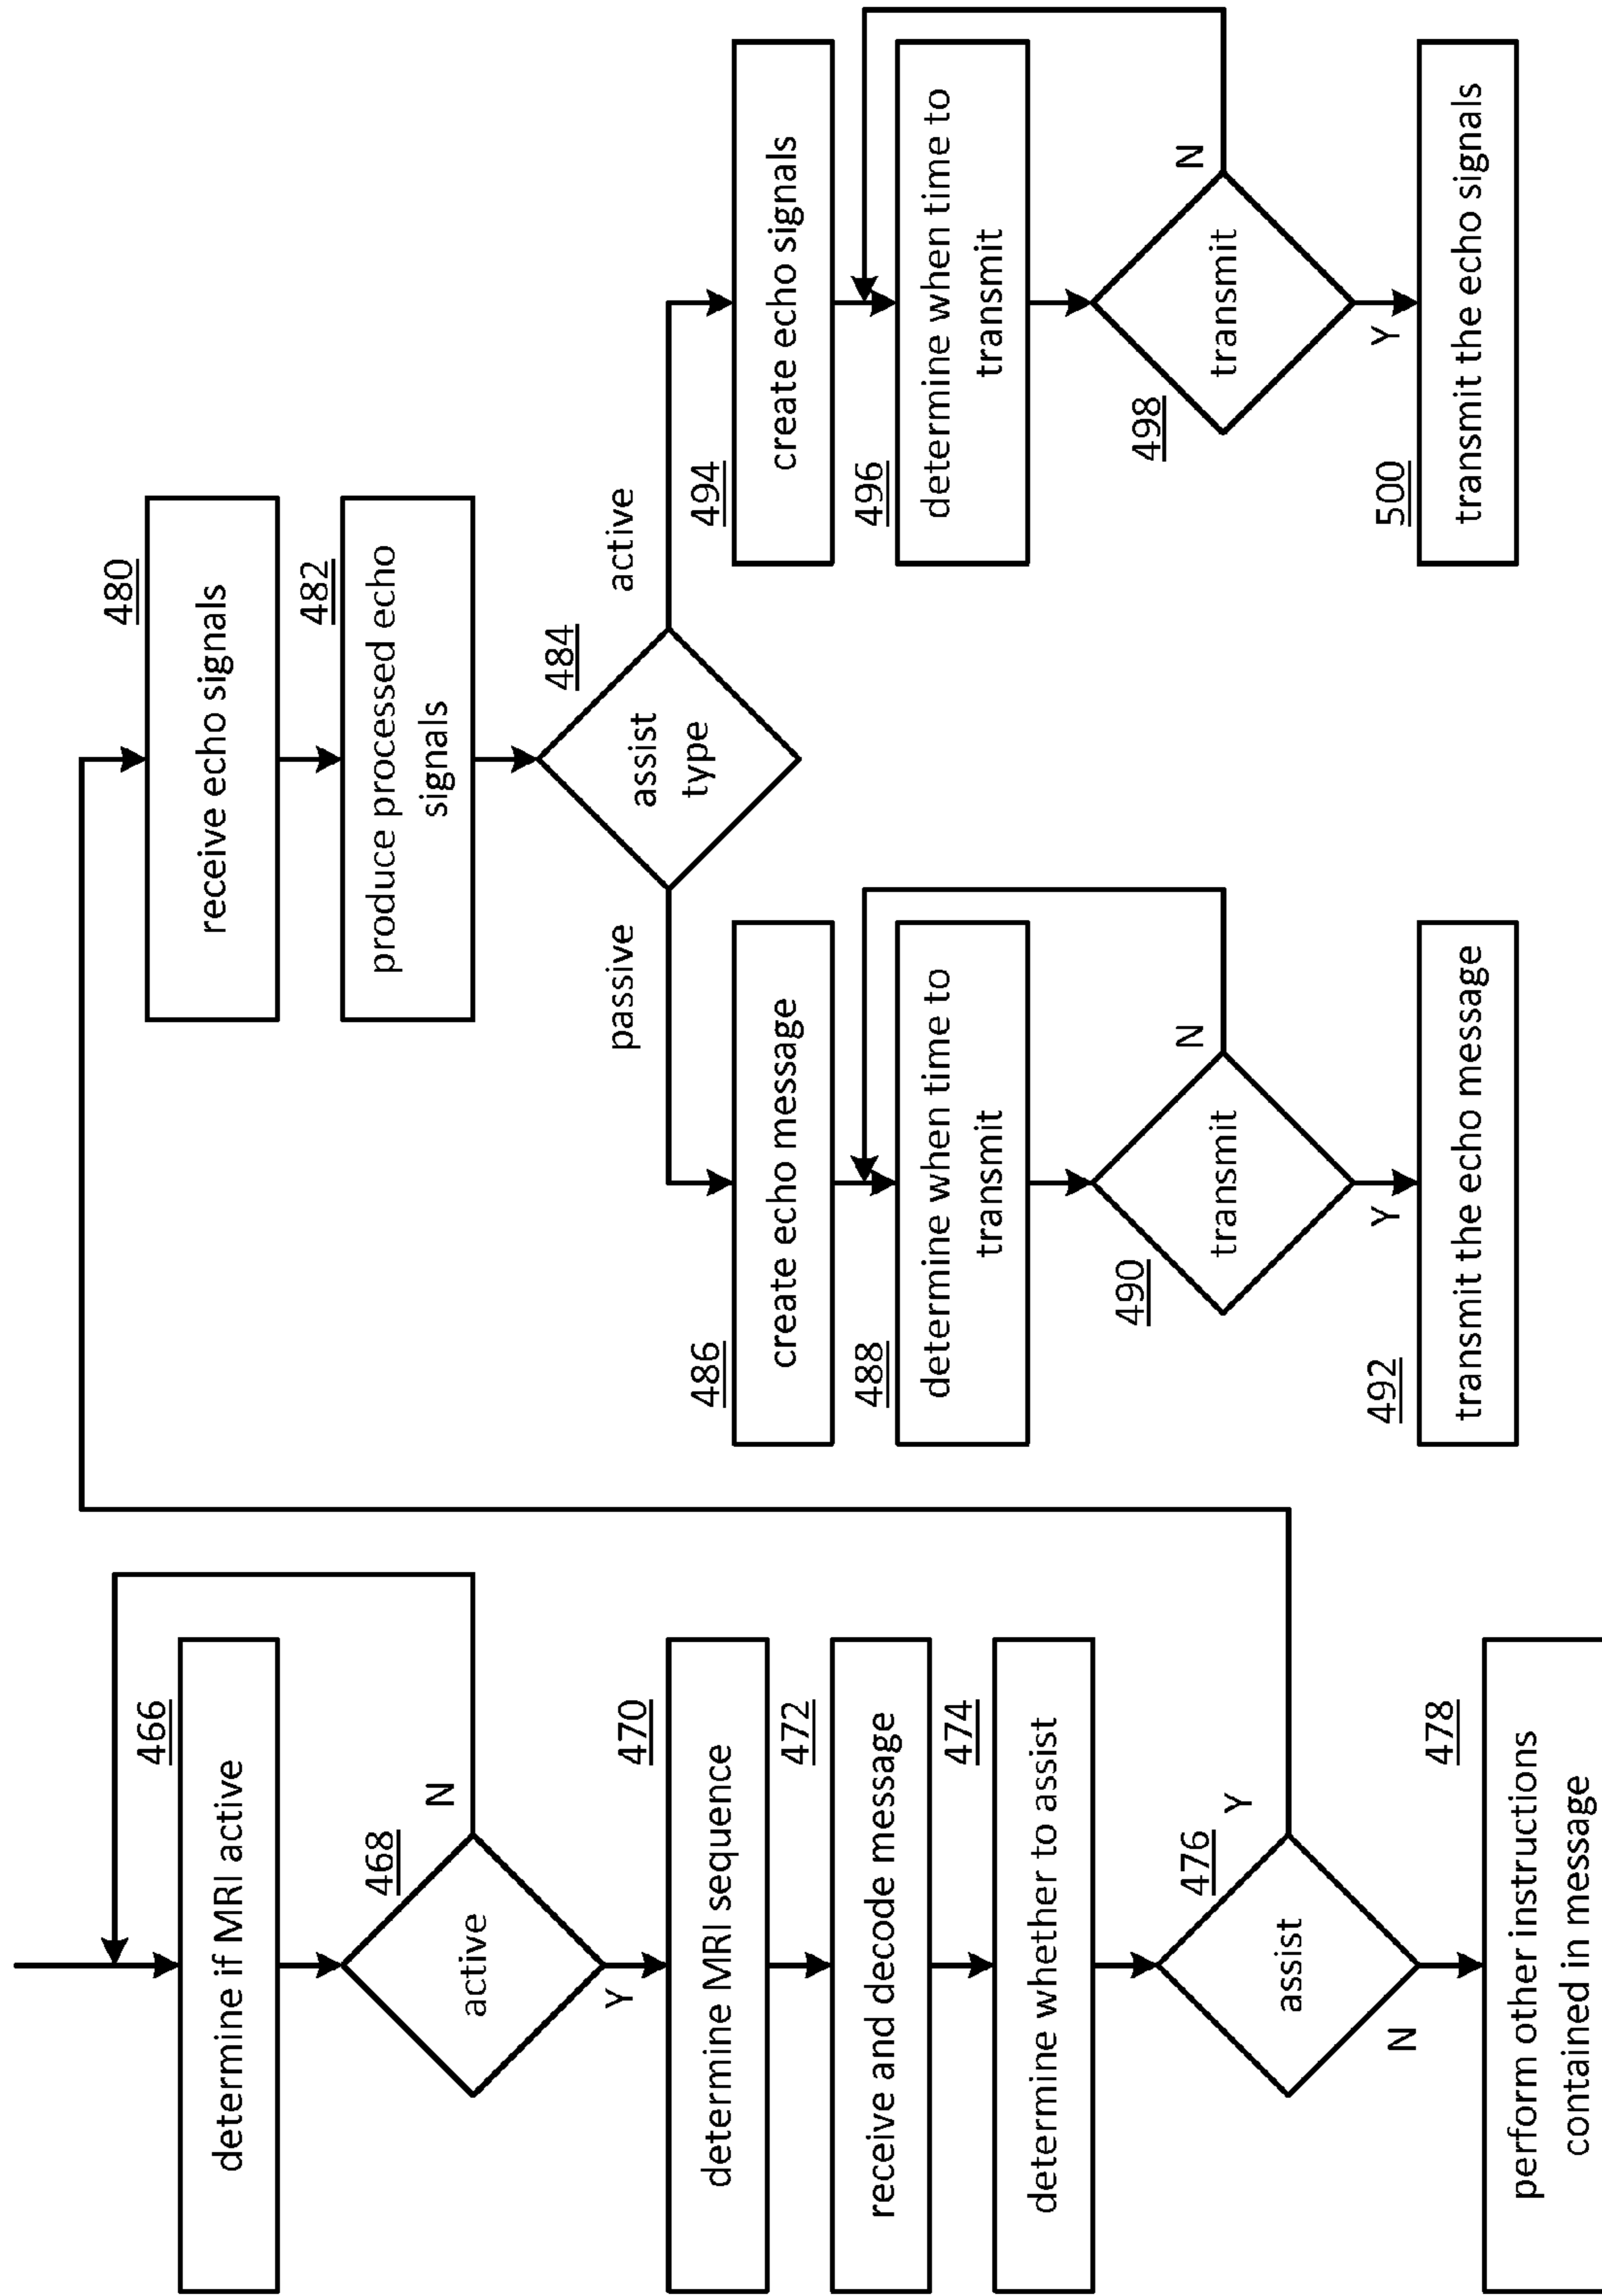 466
determine if MRI active
468
active
N
Y
470
determine MRI sequence
472
receive and decode message
474
determine whether to assist
476
assist
Y
N
478
perform other instructions
contained in message
480
receive echo signals
482
produce processed echo
signals
484
assist
type
passive
active
486
create echo message
488
determine when time to
transmit
490
transmit
N
Y
492
transmit the echo message
494
create echo signals
496
determine when time to
transmit
498
transmit
N
Y
500
transmit the echo signals